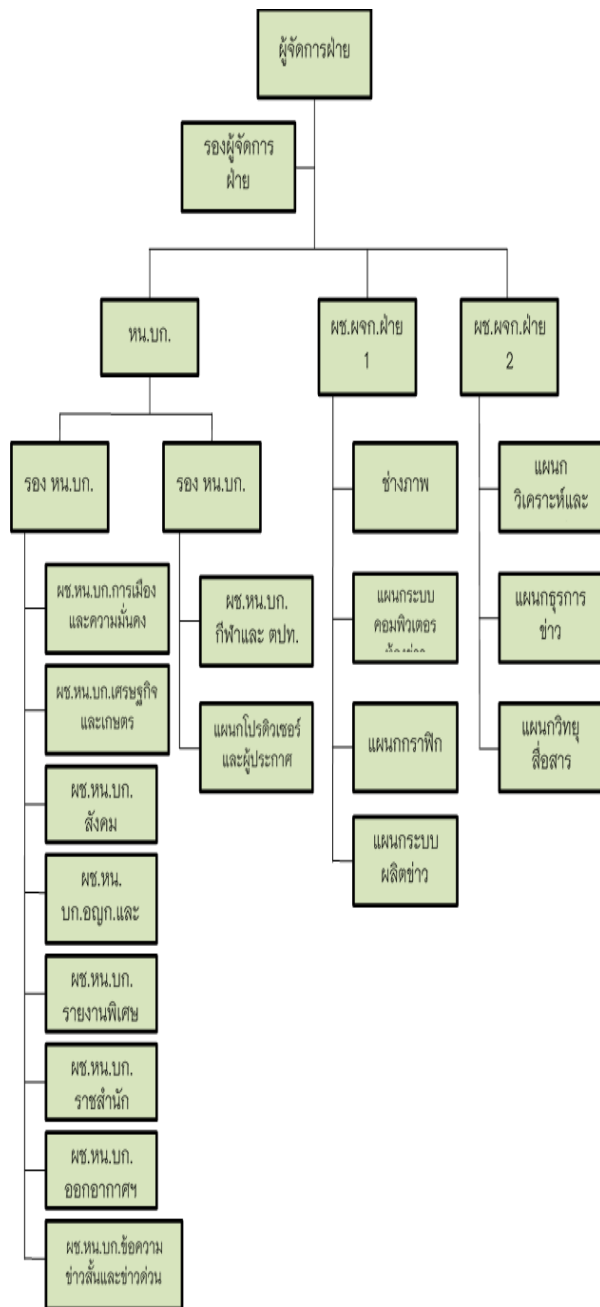 ผู้จัดการฝ่าย
รองผู้จัดการ
ฝ่าย
หน.บก.
ผช.ผจก.ฝ่าย
1
ผช.ผจก.ฝ่าย
2
รอง หน.บก.
รอง หน.บก.
ช่างภาพ
แผนก
วิเคราะห์และ
ผช.หน.บก.การเมือง
และความมั่นคง
ผช.หน.บก.
กีฬาและ ตปท.
แผนกระบบ
คอมพิวเตอร
แผนกธุรการ
ข่าว
ผช.หน.บก.เศรษฐกิจ
และเกษตร
แผนกโปรดิวเซอร์
และผู้ประกาศ
แผนกกราฟิก
แผนกวิทยุ
สื่อสาร
ผช.หน.บก.
สังคม
แผนกระบบ
ผลิตข่าว
ผช.หน.
บก.อญก.และ
ผช.หน.บก.
รายงานพิเศษ
ผช.หน.บก.
ราชสำนัก
ผช.หน.บก.
ออกอากาศฯ
ผช.หน.บก.ข้อความ
ข่าวสั้นและข่าวด่วน